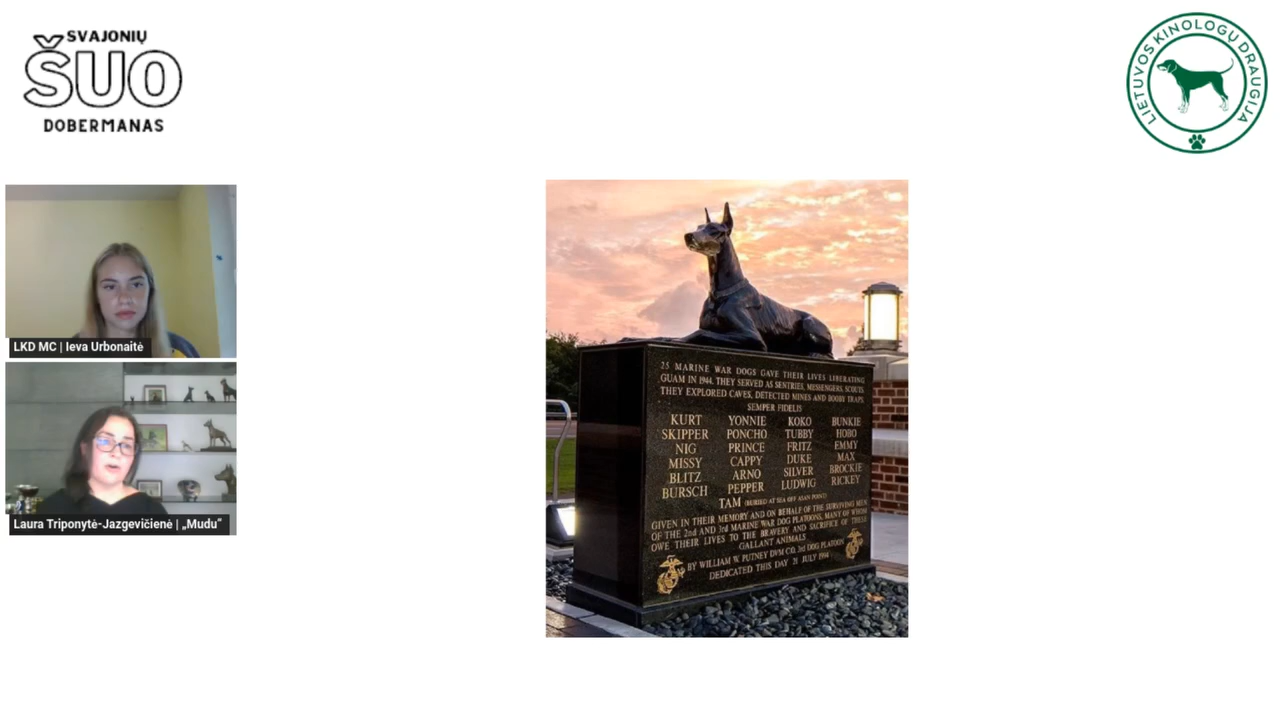 SVAJONIŲ
ŠUO
DOBERMANAS
LIETUVOS KINOLOGŲ DRAUGIJA
LKD MC | Ieva Urbonaitė
Laura Triponytė-Jazgevičienė | „Mudu“
25 MARINE WAR DOGS GAVE THEIR LIVES LIBERATING
GUAM IN 1944. THEY SERVED AS SENTRIES, MESSENGERS, SCOUTS.
THEY EXPLORED CAVES, DETECTED MINES AND BOOBY TRAPS.
SEMPER FIDELIS
KURT YONNIE KOKO BUNKIE
SKIPPER PONCHO TUBBY HOBO
NIG PRINCE FRITZ EMMY
MISSY CAPPY DUKE MAX
BLITZ ARNO SILVER BROCKIE
BURSCH PEPPER LUDWIG RICKEY
TAM (BURIED AT SEA OFF ASAN POINT)
GIVEN IN THEIR MEMORY AND ON BEHALF OF THE SURVIVING MEN
OF THE 2nd AND 3rd MARINE WAR DOG PLATOONS, MANY OF WHOM
OWE THEIR LIVES TO THE BRAVERY AND SACRIFICE OF THESE
GALLANT ANIMALS
BY WILLIAM W. PUTNEY DVM C.O. 3rd DOG PLATOON
DEDICATED THIS DAY 21 JULY 1994